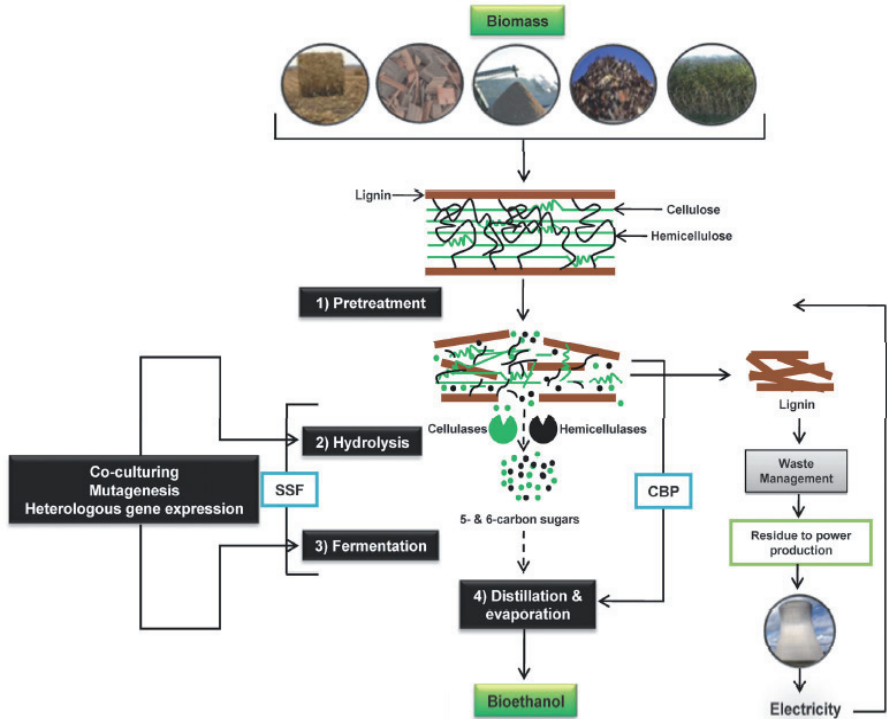 Biomass
Lignin
Cellulose
Hemicellulose
1) Pretreatment
Lignin
Cellulases
Hemicellulases
2) Hydrolysis
Co-culturing
Mutagenesis
Heterologous gene expression
SSF
CBP
Waste
Management
5- & 6-carbon sugars
3) Fermentation
Residue to power
production
4) Distillation &
evaporation
Bioethanol
Electricity